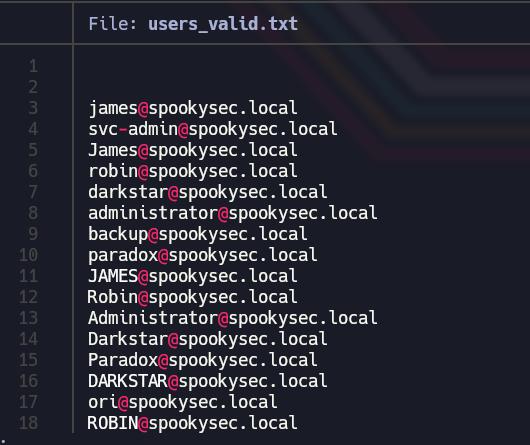 File: users_valid.txt
1
2
3 james@spookysec.local
4 svc-admin@spookysec.local
5 James@spookysec.local
6 robin@spookysec.local
7 darkstar@spookysec.local
8 administrator@spookysec.local
9 backup@spookysec.local
10 paradox@spookysec.local
11 JAMES@spookysec.local
12 Robin@spookysec.local
13 Administrator@spookysec.local
14 Darkstar@spookysec.local
15 Paradox@spookysec.local
16 DARKSTAR@spookysec.local
17 ori@spookysec.local
18 ROBIN@spookysec.local